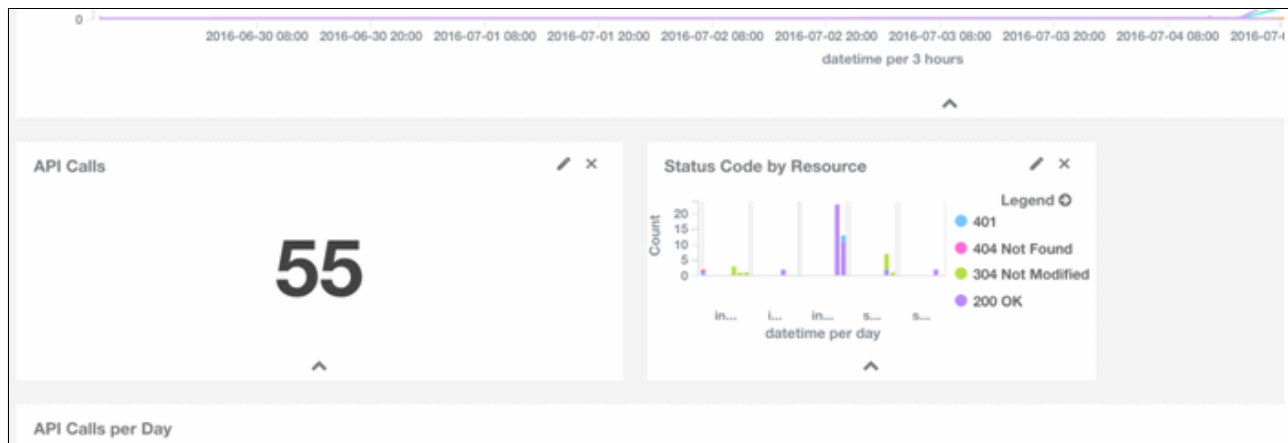 0
2016-06-30 08:00 2016-06-30 20:00 2016-07-01 08:00 2016-07-01 20:00 2016-07-02 08:00 2016-07-02 20:00 2016-07-03 08:00 2016-07-03 20:00 2016-07-04 08:00 2016-07-
datetime per 3 hours
API Calls
55
Status Code by Resource
Legend
401
404 Not Found
304 Not Modified
200 OK
Count
20
15
10
5
0
in... i... in... s... s...
datetime per day
API Calls per Day